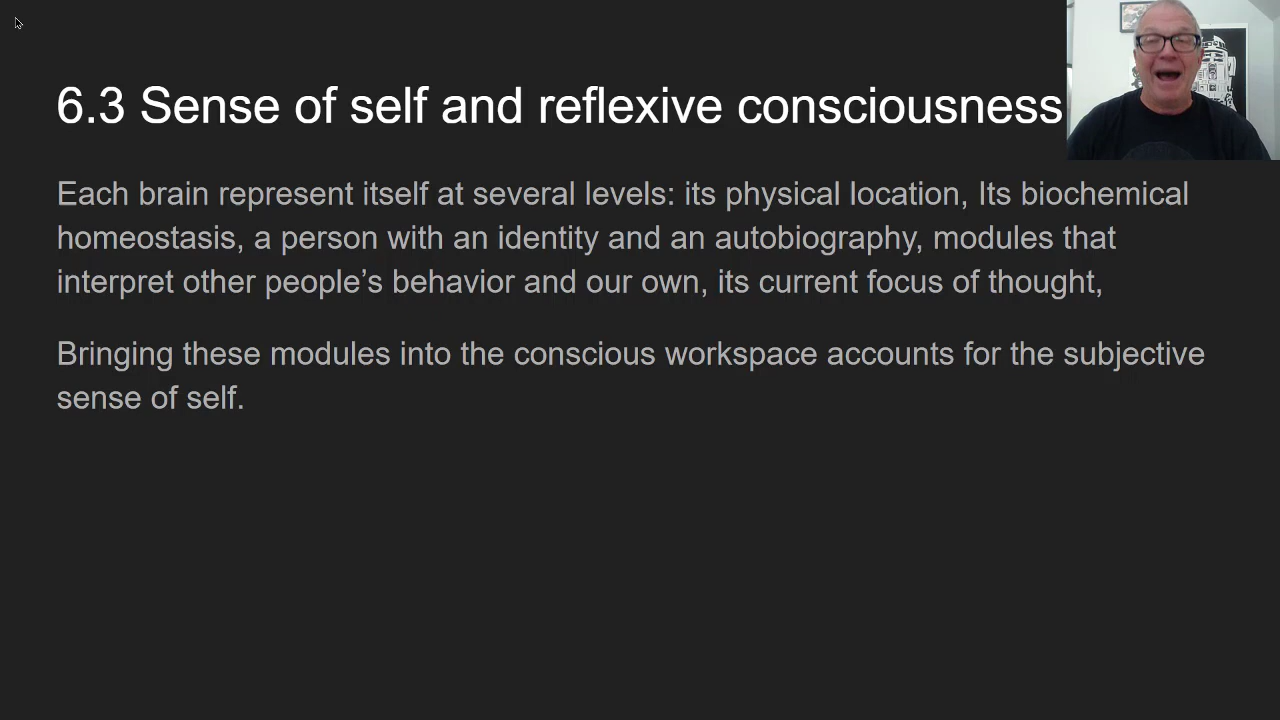 6.3 Sense of self and reflexive consciousness
Each brain represent itself at several levels: its physical location, Its biochemical
homeostasis, a person with an identity and an autobiography, modules that
interpret other people’s behavior and our own, its current focus of thought,
Bringing these modules into the conscious workspace accounts for the subjective
sense of self.